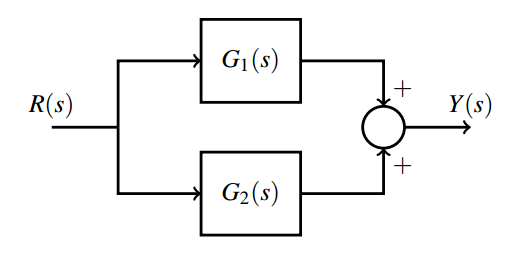 G₁(s)
+
R(s)
Y(s)
+
G₂(s)